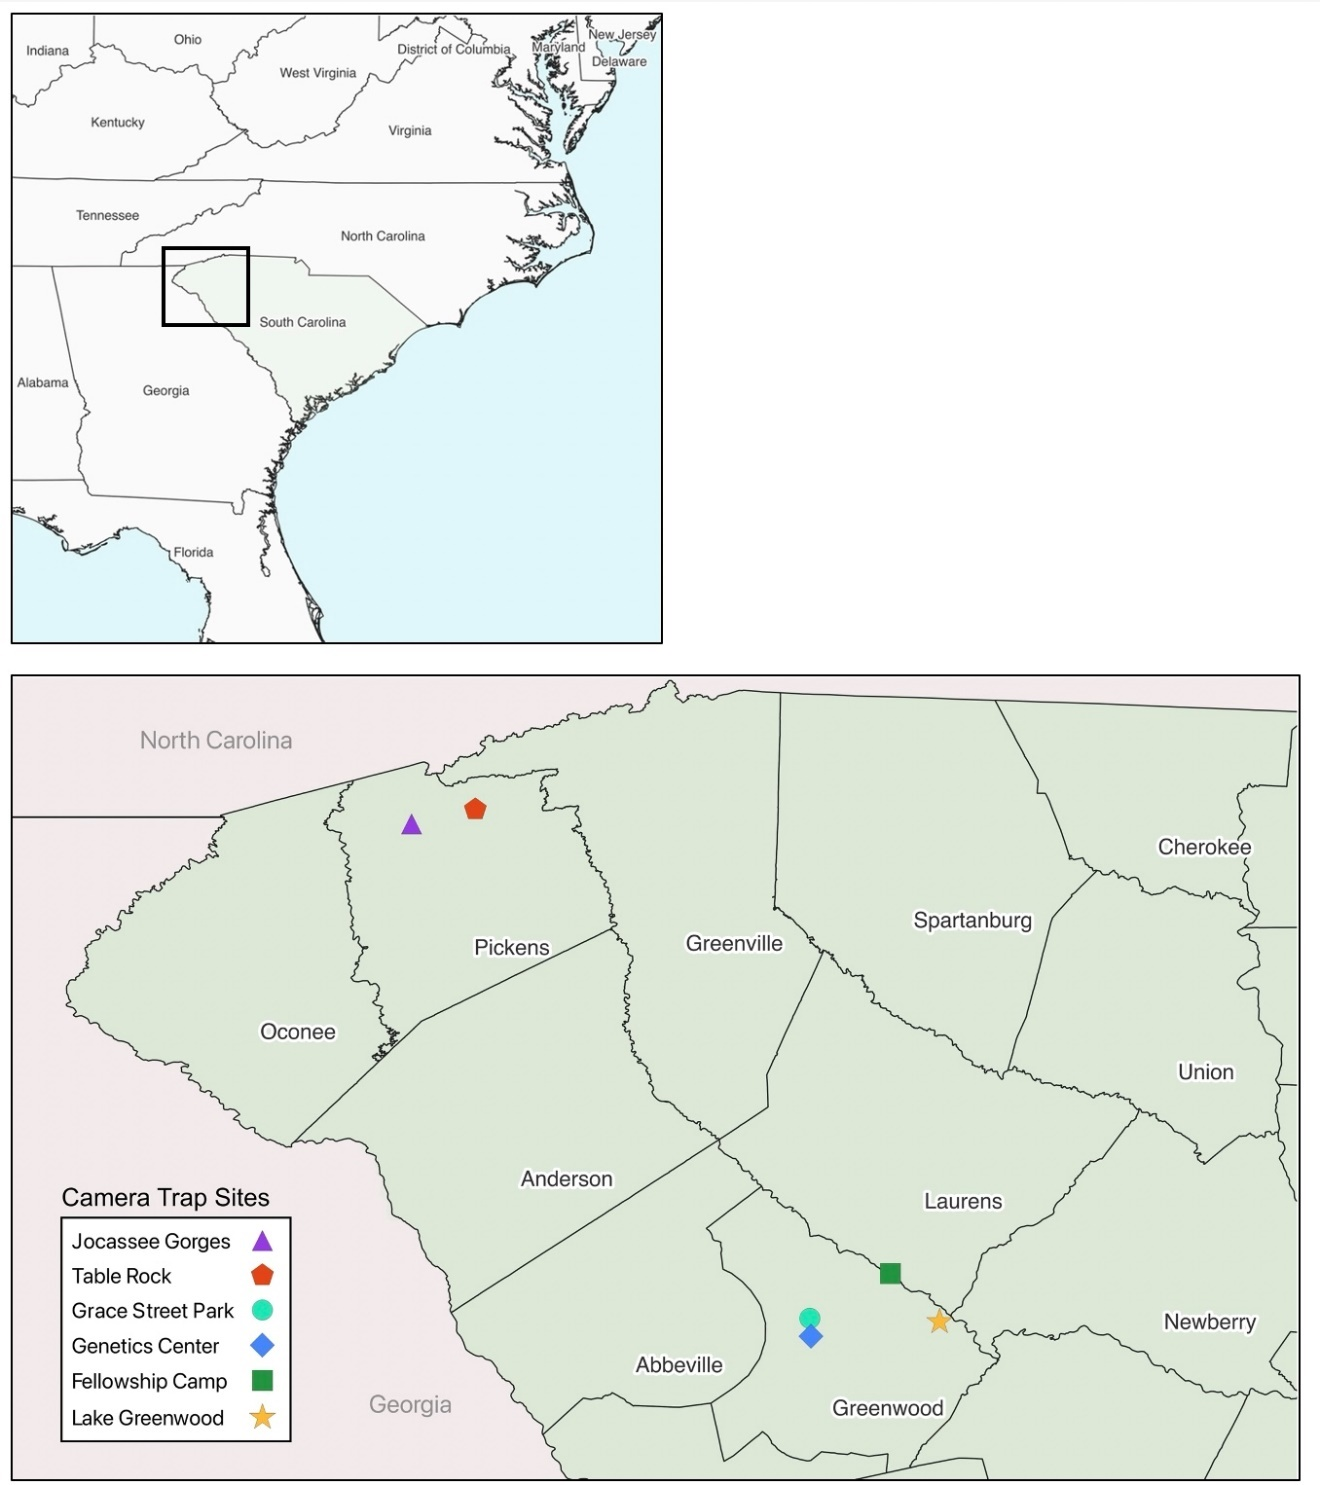 Indiana
Ohio
West Virginia
District of Columbia
Maryland
New Jersey
Delaware
Kentucky
Virginia
Tennessee
North Carolina
South Carolina
Alabama
Georgia
Florida
North Carolina
Cherokee
Spartanburg
Greenville
Pickens
Oconee
Union
Anderson
Laurens
Newberry
Abbeville
Greenwood
Georgia
Camera Trap Sites
Jocassee Gorges
Table Rock
Grace Street Park
Genetics Center
Fellowship Camp
Lake Greenwood